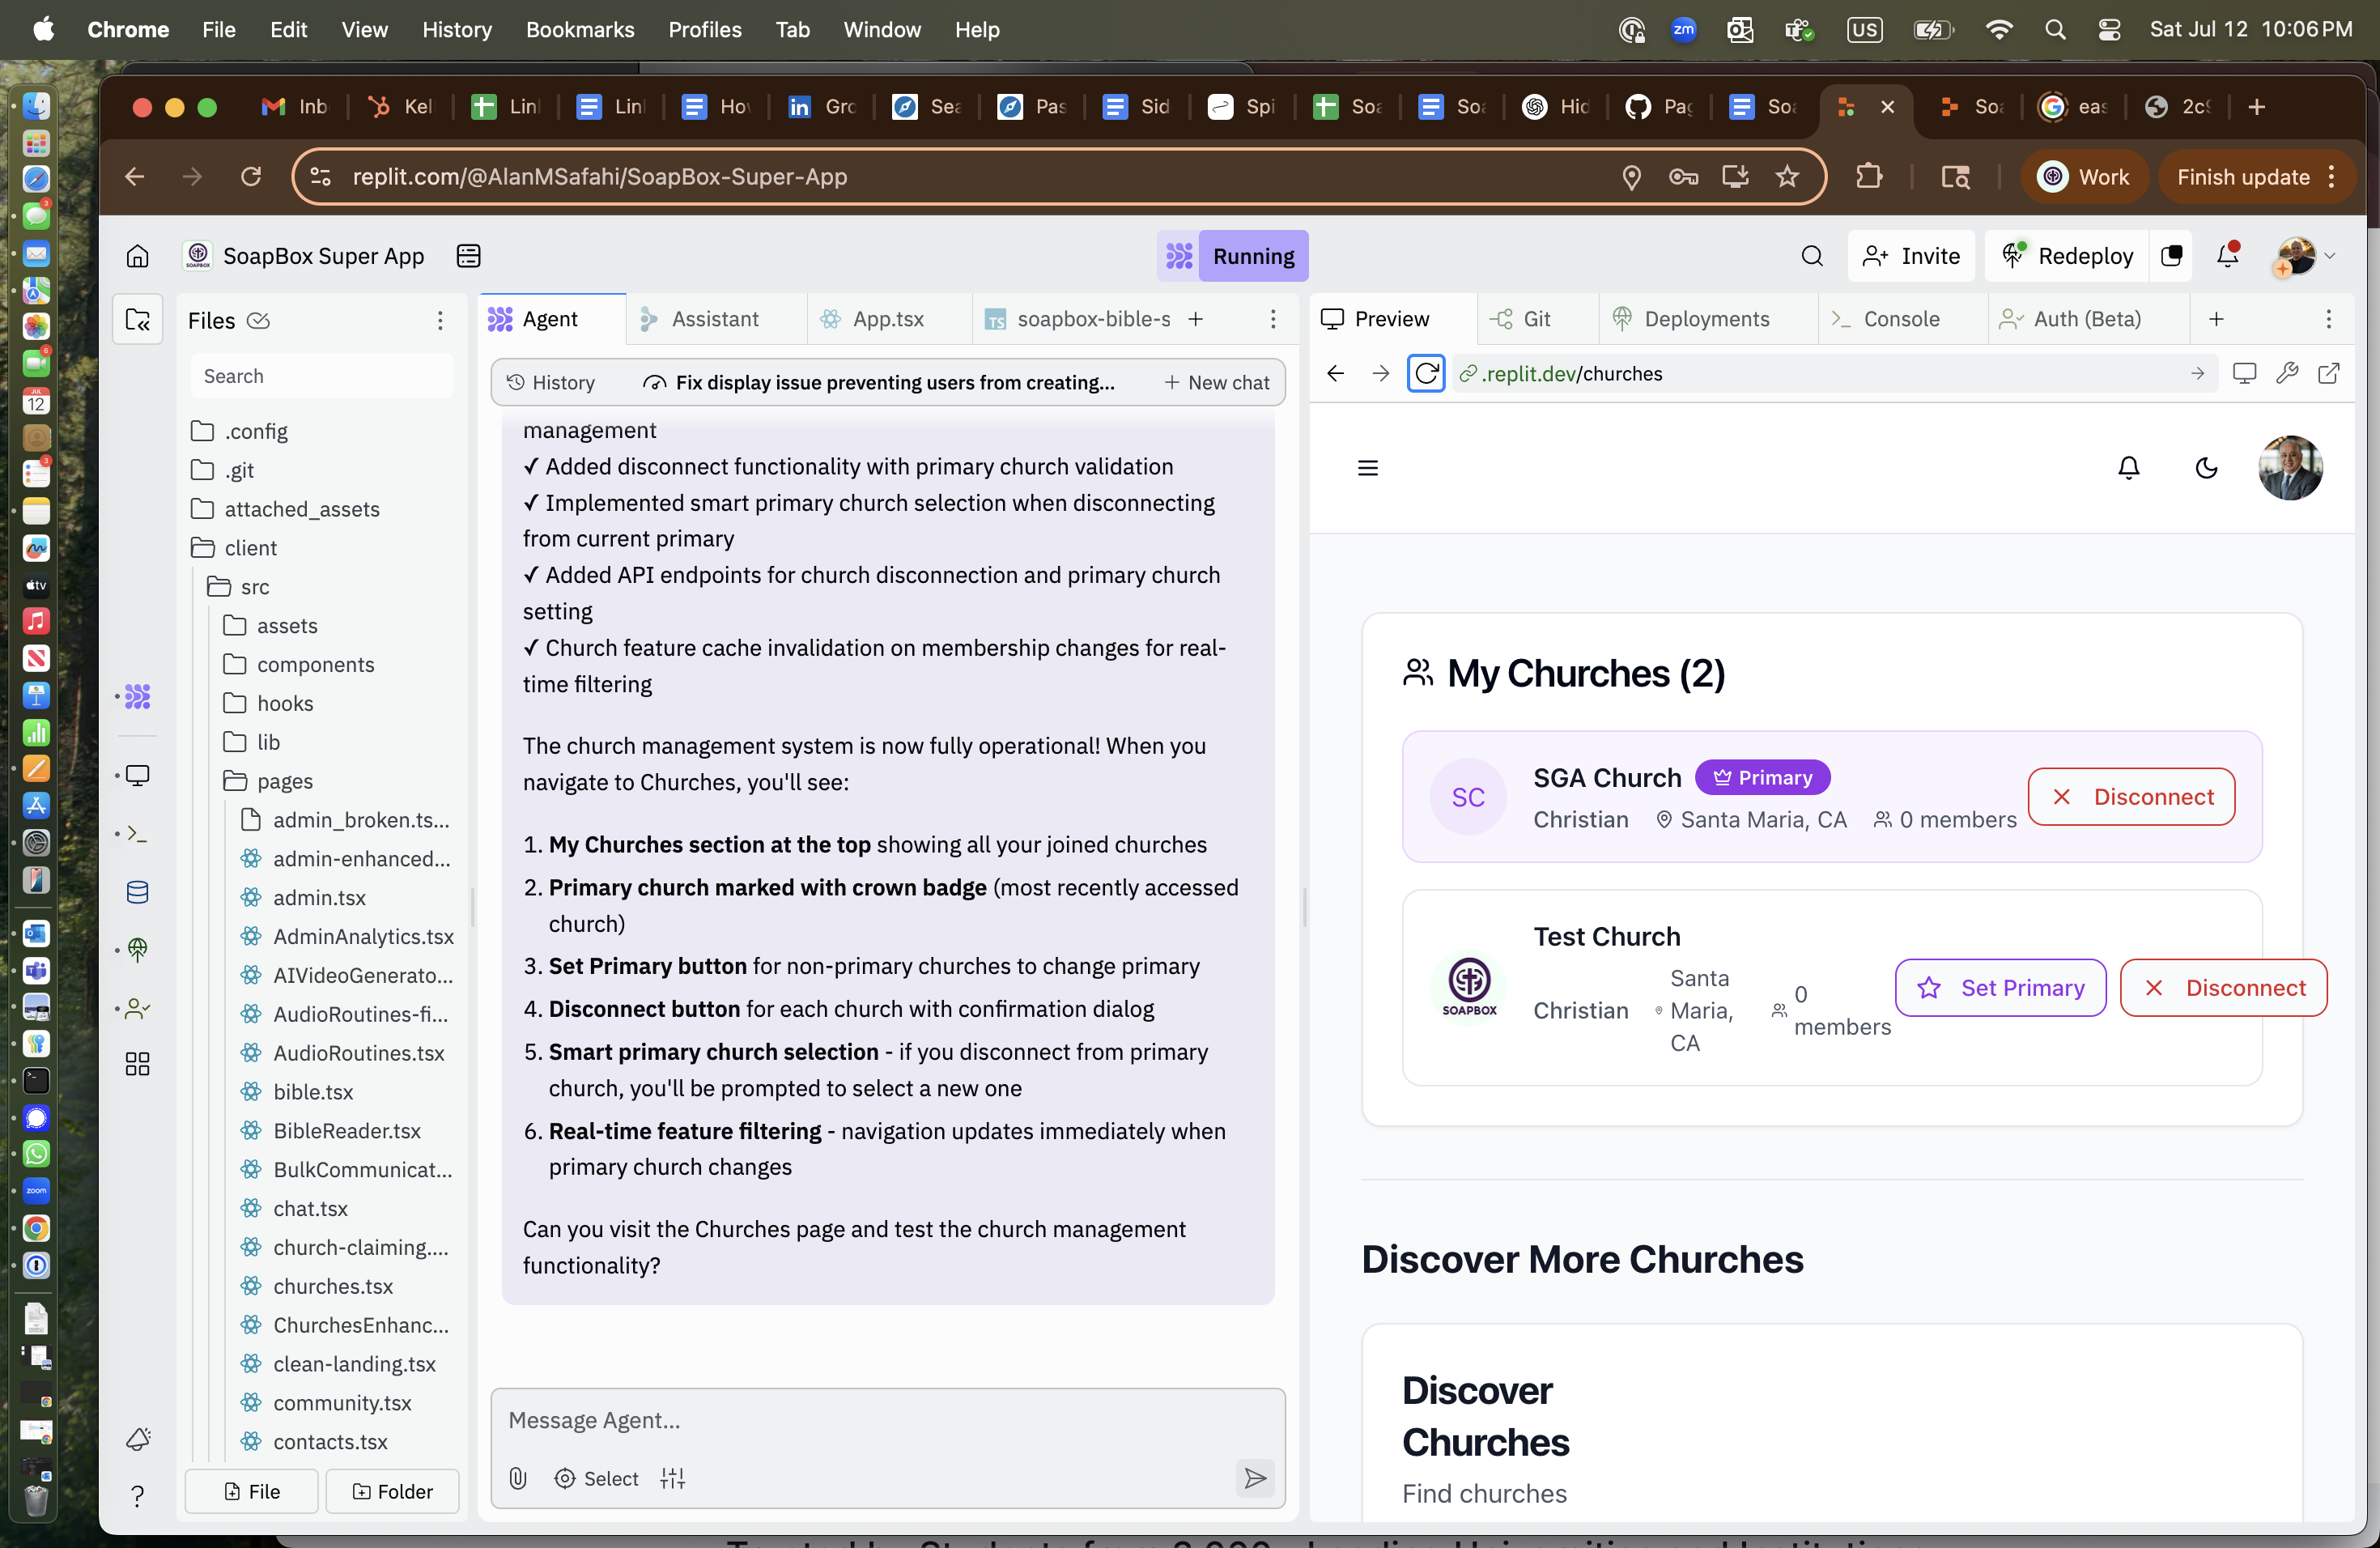 Chrome File Edit View History Bookmarks Profiles Tab Window Help
zm US Sat Jul 12 10:06 PM
Inb Kel Lin Lin Ho Gro Sea Pas Sid Spi Soa Soa Hid Pag Soa Soa eas 2c
replit.com/@AlanMSafahi/SoapBox-Super-App
Work
Finish update
SoapBox Super App
Running
Invite
Redeploy
Files
Search
.config
.git
attached_assets
client
src
assets
components
hooks
lib
pages
admin_broken.ts...
admin-enhanced...
admin.tsx
AdminAnalytics.tsx
AIVideoGenerato...
AudioRoutines-fi...
AudioRoutines.tsx
bible.tsx
BibleReader.tsx
BulkCommunicat...
chat.tsx
church-claiming....
churches.tsx
ChurchesEnhanc...
clean-landing.tsx
community.tsx
contacts.tsx
File
Folder
Agent
Assistant
App.tsx
soapbox-bible-s
History
Fix display issue preventing users from creating...
New chat
management
✓ Added disconnect functionality with primary church validation
✓ Implemented smart primary church selection when disconnecting
from current primary
✓ Added API endpoints for church disconnection and primary church
setting
✓ Church feature cache invalidation on membership changes for real-
time filtering
The church management system is now fully operational! When you
navigate to Churches, you'll see:
1. My Churches section at the top showing all your joined churches
2. Primary church marked with crown badge (most recently accessed
church)
3. Set Primary button for non-primary churches to change primary
4. Disconnect button for each church with confirmation dialog
5. Smart primary church selection - if you disconnect from primary
church, you'll be prompted to select a new one
6. Real-time feature filtering - navigation updates immediately when
primary church changes
Can you visit the Churches page and test the church management
functionality?
Message Agent...
Select
Preview
Git
Deployments
Console
Auth (Beta)
.replit.dev/churches
My Churches (2)
SC
SGA Church
Primary
Christian
Santa Maria, CA
0 members
Disconnect
SOAPBOX
Test Church
Christian
Santa
Maria,
CA
0
members
Set Primary
Disconnect
Discover More Churches
Discover
Churches
Find churches